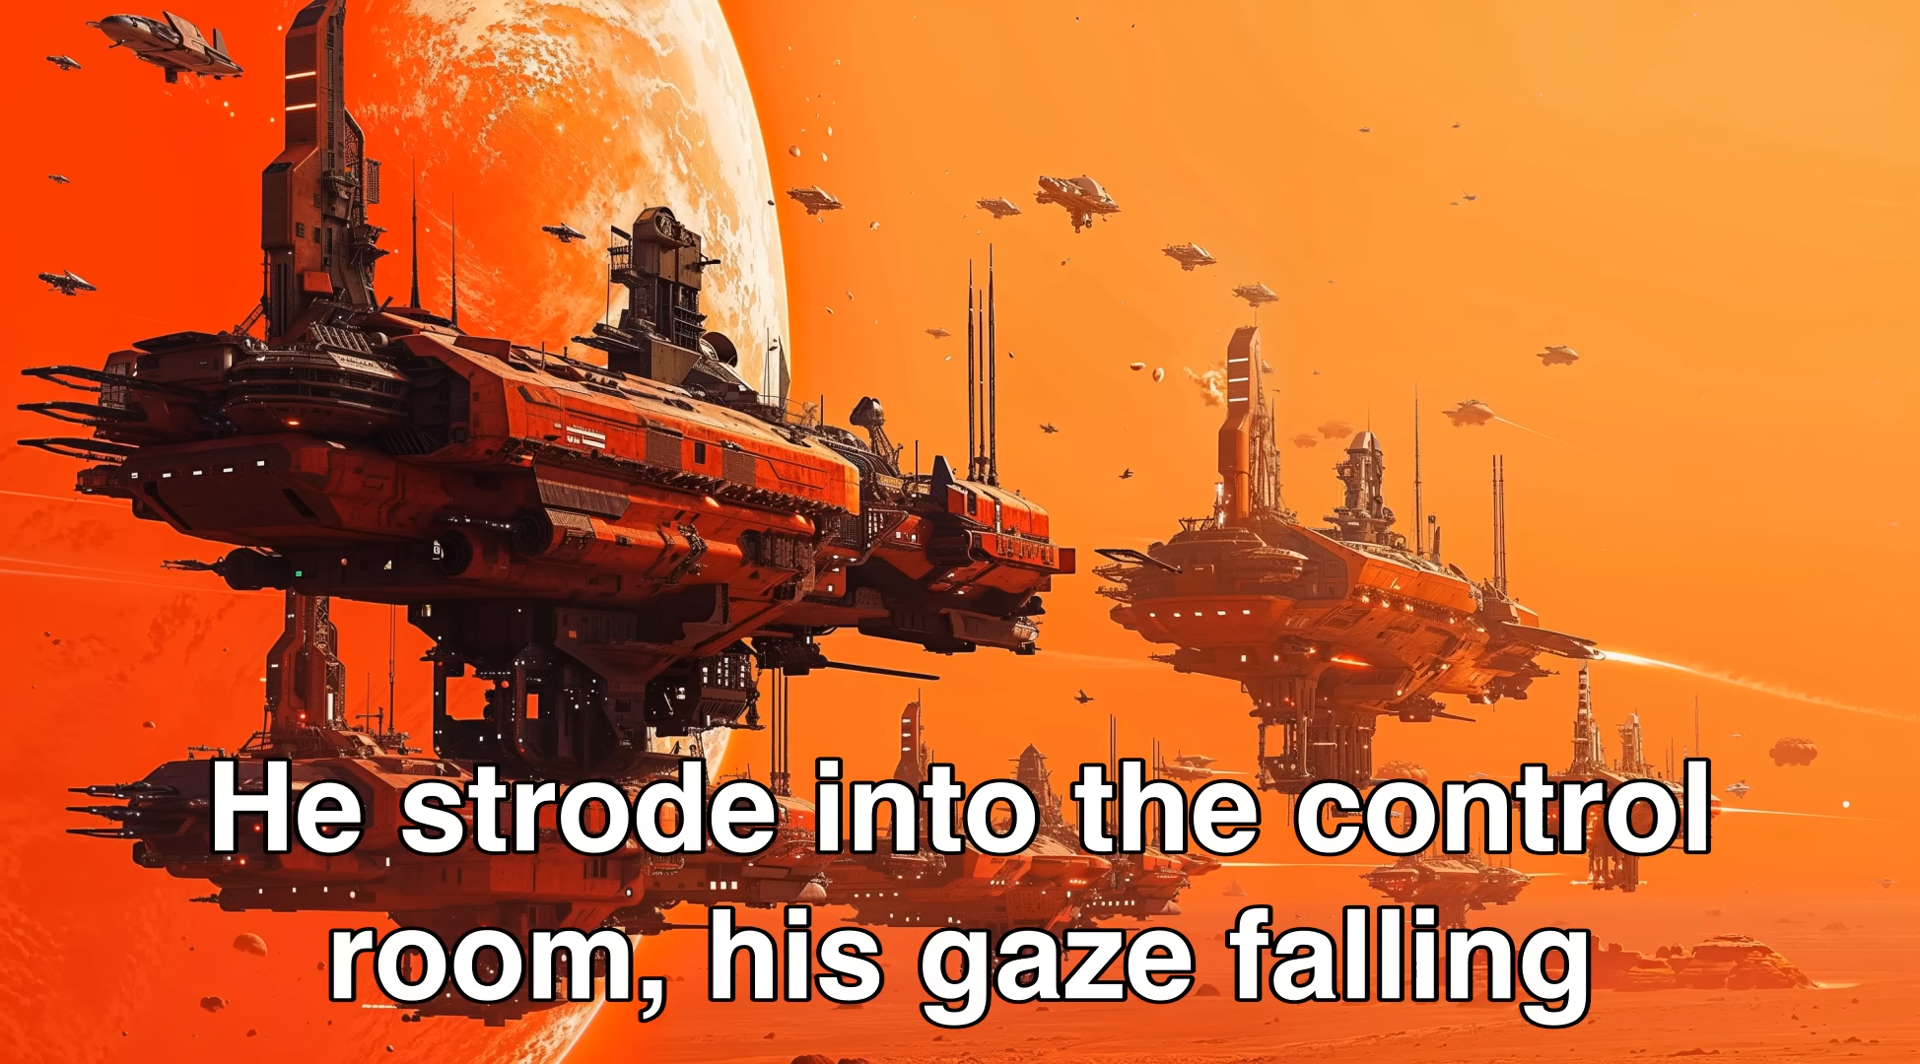 He strode into the control
room, his gaze falling